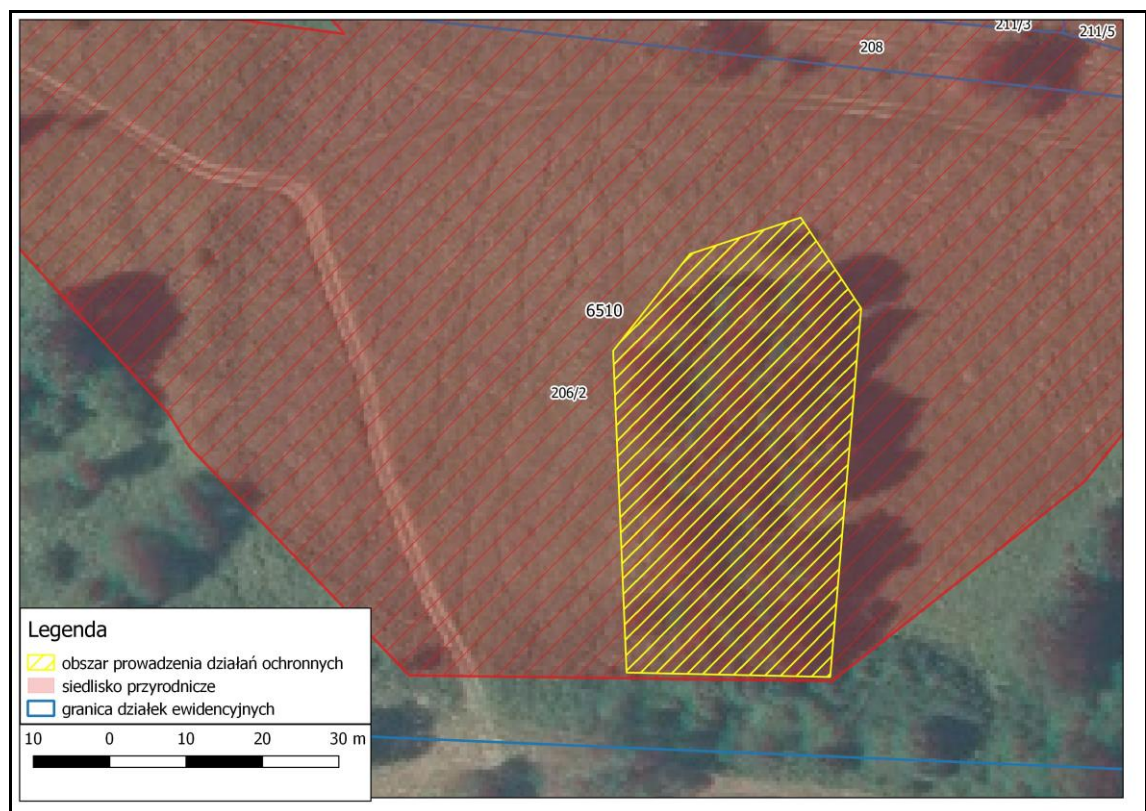 211/3
211/5
208
6510
206/2
Legenda
obszar prowadzenia działań ochronnych
siedlisko przyrodnicze
granica działek ewidencyjnych
10 0 10 20 30 m